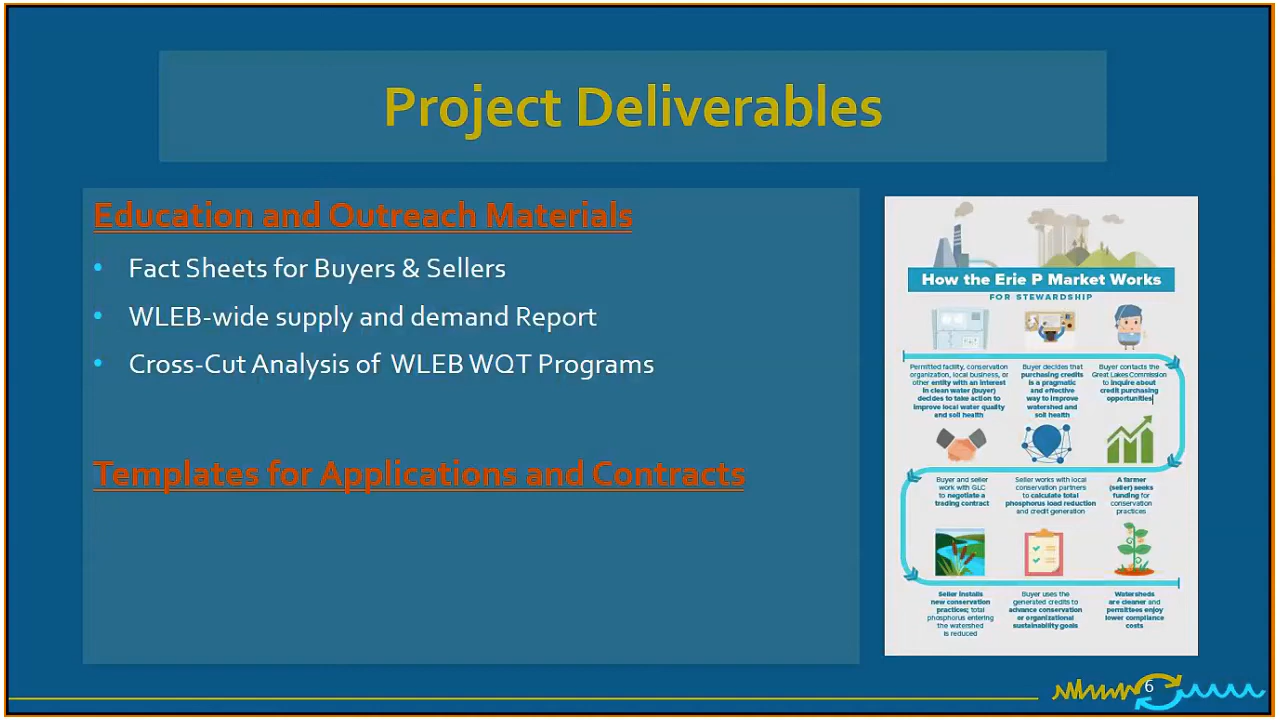 Project Deliverables
Education and Outreach Materials
• Fact Sheets for Buyers & Sellers
• WLEB-wide supply and demand Report
• Cross-Cut Analysis of WLEB WQT Programs
Templates for Applications and Contracts
How the Erie P Market Works
FOR STEWARDSHIP
Permitted facility, conservation
organization, local business, or
other entity with an interest
in clean water (buyer)
decides to take action to
improve local water quality
and soil health
Buyer decides that
purchasing credits
is a pragmatic
and effective
way to improve
watershed and
soil health
Buyer contacts the
Great Lakes Commission
to inquire about
credit purchasing
opportunities
Buyer and seller
work with GLC
to negotiate a
trading contract
Seller works with local
conservation partners
to calculate total
phosphorus load reduction
and credit generation
A farmer
(seller) seeks
funding for
conservation
practices
Seller installs
new conservation
practices; total
phosphorus entering
the watershed
is reduced
Buyer uses the
generated credits to
advance conservation
or organizational
sustainability goals
Watersheds
are cleaner and
permittees enjoy
lower compliance
costs
6